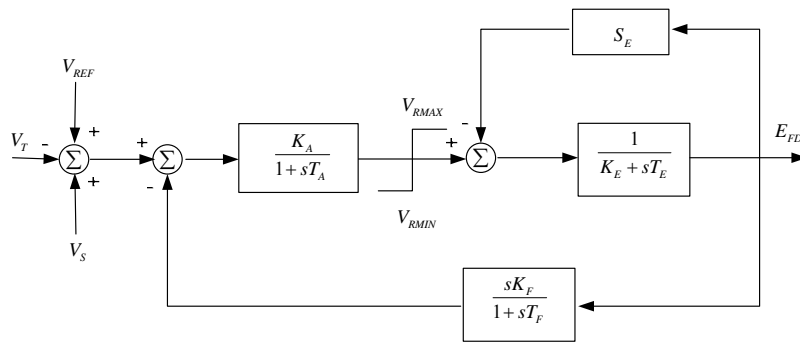 S_E
V_REF
V_RMAX
V_T
-
+
+
+
Σ
+
-
Σ
K_A
1 + sT_A
-
+
Σ
1
K_E + sT_E
E_FD
V_S
V_RMIN
sK_F
1 + sT_F